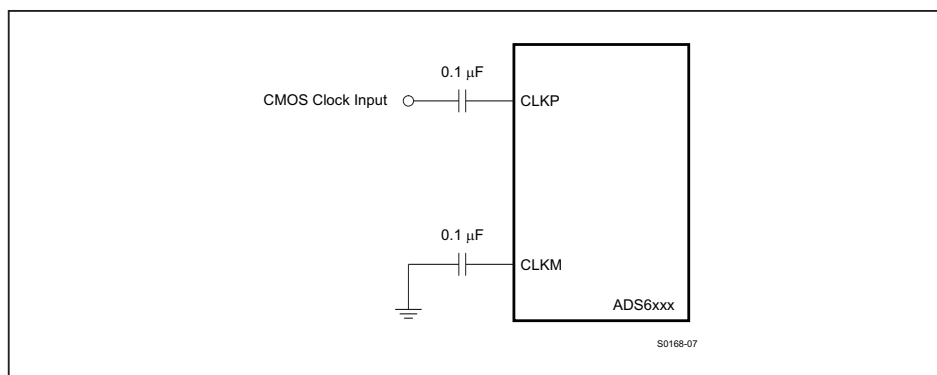 0.1 μF
CMOS Clock Input
CLKP
0.1 μF
CLKM
ADS6xxx
S0168-07